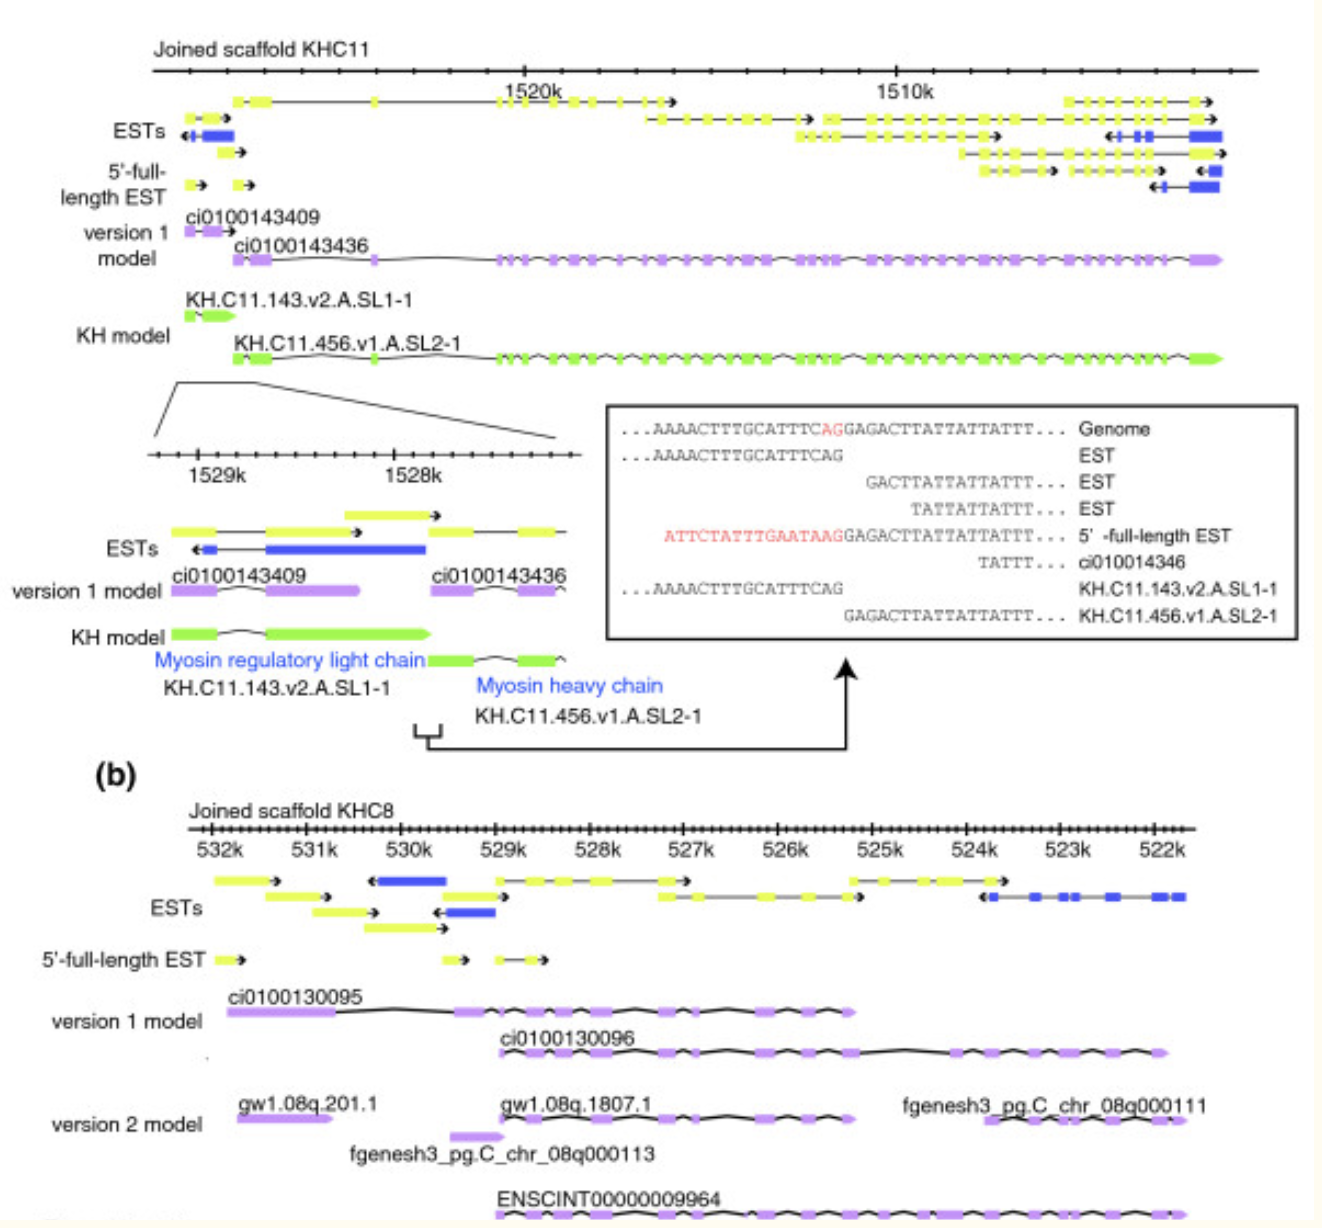 Joined scaffold KHC11
1520k
1510k
ESTs
5'-full-
length EST
ci0100143409
version 1
model
ci0100143436
KH.C11.143.v2.A.SL1-1
KH model
KH.C11.456.v1.A.SL2-1
...AAAACTTTGCATTTCAGGAGACTTATTATTATTT... Genome
...AAAACTTTGCATTTCAG EST
GACTTATTATTATTT... EST
TATTATTATTT... EST
ATTCTATTTGAATAAGGAGACTTATTATTATTT... 5' -full-length EST
TATTT... ci010014346
...AAAACTTTGCATTTCAG KH.C11.143.v2.A.SL1-1
GAGACTTATTATTATTT... KH.C11.456.v1.A.SL2-1
1529k
1528k
ESTs
ci0100143409
ci0100143436
version 1 model
KH model
Myosin regulatory light chain
KH.C11.143.v2.A.SL1-1
Myosin heavy chain
KH.C11.456.v1.A.SL2-1
(b)
Joined scaffold KHC8
532k 531k 530k 529k 528k 527k 526k 525k 524k 523k 522k
ESTs
5'-full-length EST
ci0100130095
version 1 model
ci0100130096
gw1.08q.201.1
gw1.08q.1807.1
fgenesh3_pg.C_chr_08q000111
version 2 model
fgenesh3_pg.C_chr_08q000113
ENSCINT00000009964